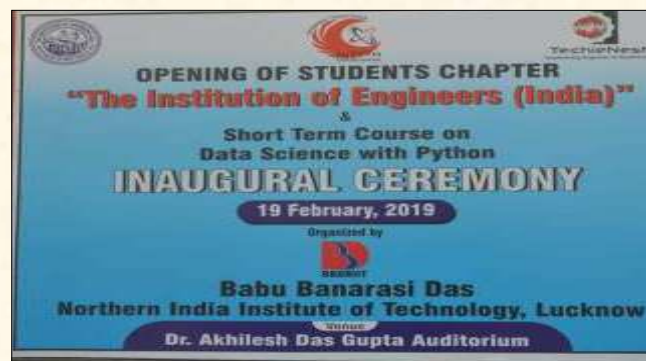 TechieNest
OPENING OF STUDENTS CHAPTER
"The Institution of Engineers (India)"
&
Short Term Course on
Data Science with Python
INAUGURAL CEREMONY
19 February, 2019
Organized by
BBDNIIT
Babu Banarasi Das
Northern India Institute of Technology, Lucknow
Venue
Dr. Akhilesh Das Gupta Auditorium